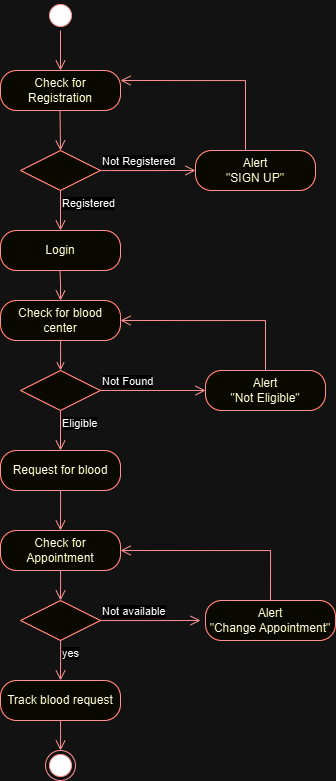 Check for
Registration
Not Registered
Alert
"SIGN UP"
Registered
Login
Check for blood
center
Not Found
Alert
"Not Eligible"
Eligible
Request for blood
Check for
Appointment
Not available
Alert
"Change Appointment"
yes
Track blood request